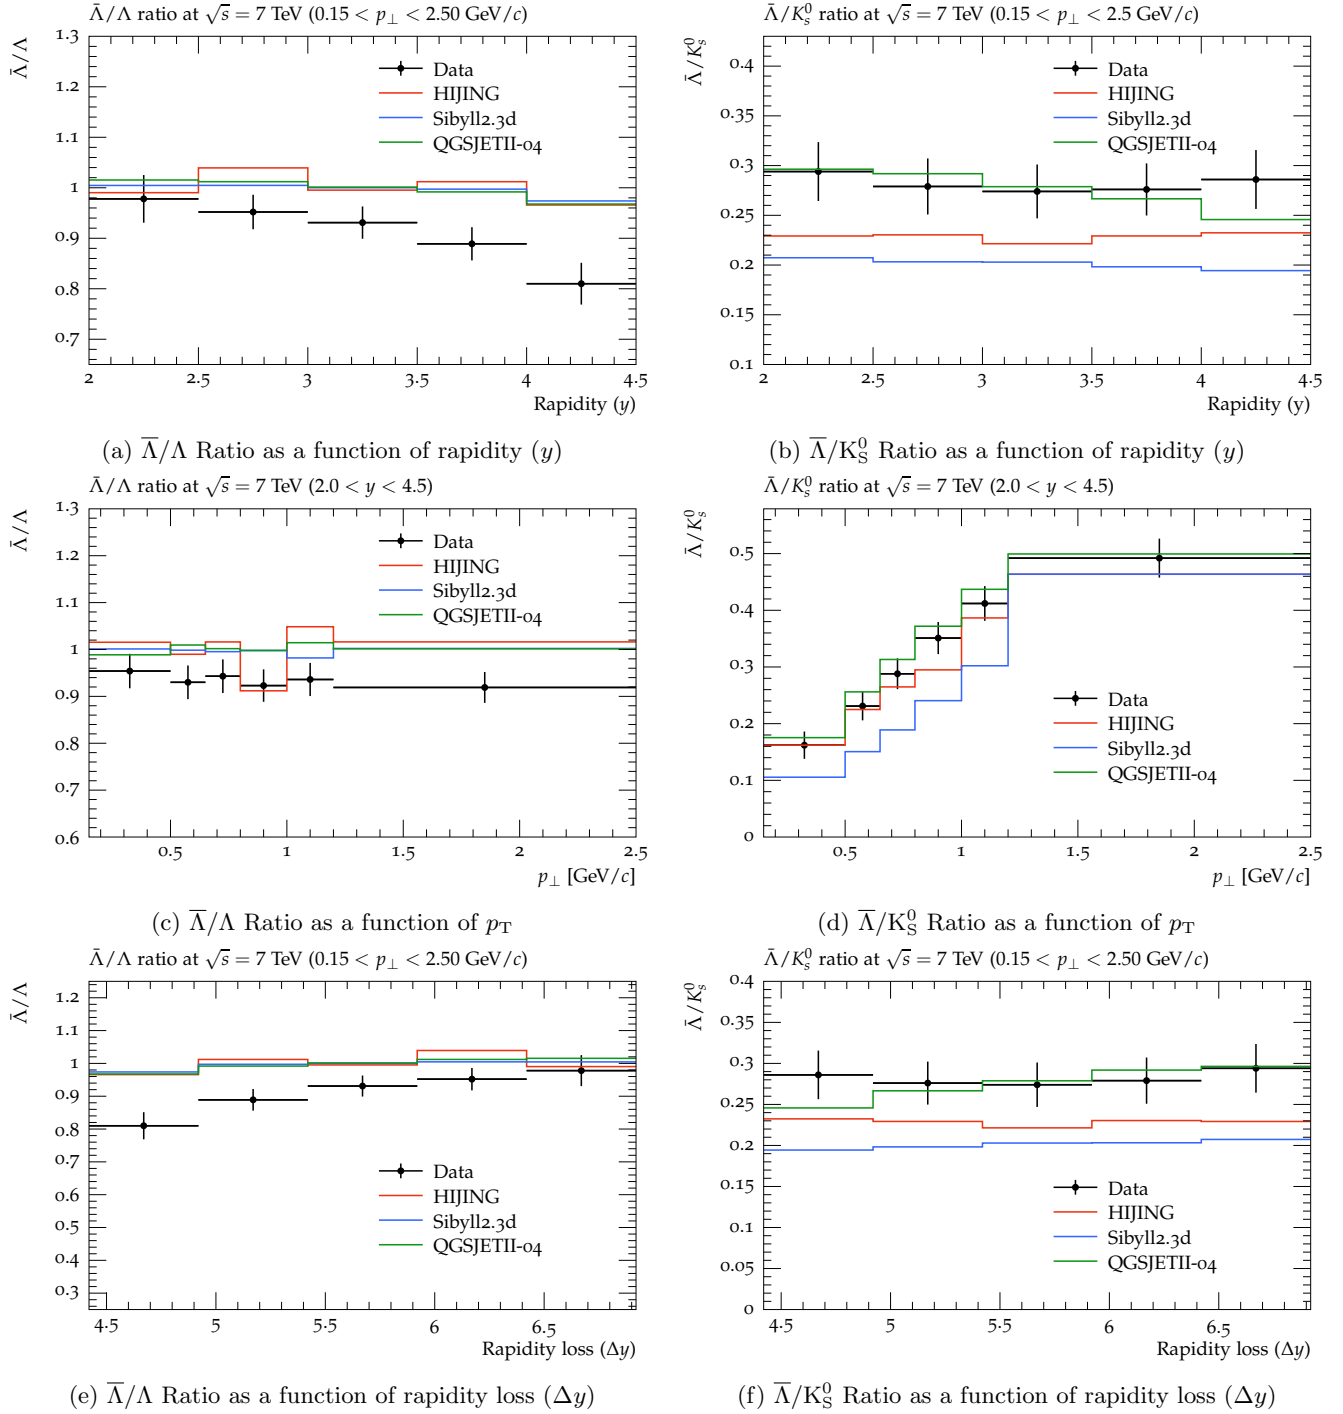 Λ̄/Λ ratio at √s = 7 TeV (0.15 < p⊥ < 2.50 GeV/c)
Λ̄/Λ
1.3
1.2
1.1
1
0.9
0.8
0.7
Data
HIJING
Sibyll2.3d
QGSJETII-04
2 2.5 3 3.5 4 4.5
Rapidity (y)
(a) Λ̄/Λ Ratio as a function of rapidity (y)
Λ̄/K⁰s ratio at √s = 7 TeV (0.15 < p⊥ < 2.5 GeV/c)
Λ̄/K⁰s
0.4
0.35
0.3
0.25
0.2
0.15
0.1
Data
HIJING
Sibyll2.3d
QGSJETII-04
2 2.5 3 3.5 4 4.5
Rapidity (y)
(b) Λ̄/K⁰S Ratio as a function of rapidity (y)
Λ̄/Λ ratio at √s = 7 TeV (2.0 < y < 4.5)
Λ̄/Λ
1.3
1.2
1.1
1
0.9
0.8
0.7
0.6
Data
HIJING
Sibyll2.3d
QGSJETII-04
0.5 1 1.5 2 2.5
p⊥ [GeV/c]
(c) Λ̄/Λ Ratio as a function of pT
Λ̄/K⁰s ratio at √s = 7 TeV (2.0 < y < 4.5)
Λ̄/K⁰s
0.5
0.4
0.3
0.2
0.1
0
Data
HIJING
Sibyll2.3d
QGSJETII-04
0.5 1 1.5 2 2.5
p⊥ [GeV/c]
(d) Λ̄/K⁰S Ratio as a function of pT
Λ̄/Λ ratio at √s = 7 TeV (0.15 < p⊥ < 2.50 GeV/c)
Λ̄/Λ
1.2
1.1
1
0.9
0.8
0.7
0.6
0.5
0.4
0.3
Data
HIJING
Sibyll2.3d
QGSJETII-04
4.5 5 5.5 6 6.5
Rapidity loss (Δy)
(e) Λ̄/Λ Ratio as a function of rapidity loss (Δy)
Λ̄/K⁰s ratio at √s = 7 TeV (0.15 < p⊥ < 2.50 GeV/c)
Λ̄/K⁰s
0.4
0.35
0.3
0.25
0.2
0.15
0.1
0.05
0
Data
HIJING
Sibyll2.3d
QGSJETII-04
4.5 5 5.5 6 6.5
Rapidity loss (Δy)
(f) Λ̄/K⁰S Ratio as a function of rapidity loss (Δy)